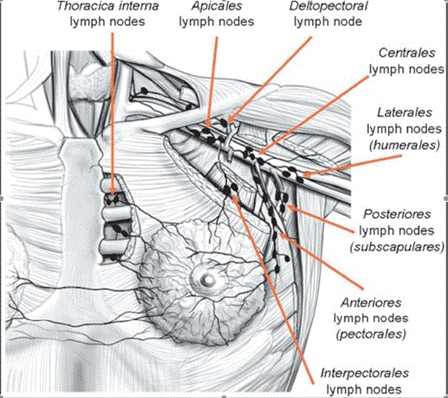 Thoracica interna
lymph nodes
Apicales
lymph nodes
Deltopectoral
lymph node
Centrales
lymph nodes
Laterales
lymph nodes
(humerales)
Posteriores
lymph nodes
(subscapulares)
Anteriores
lymph nodes
(pectorales)
Interpectorales
lymph nodes